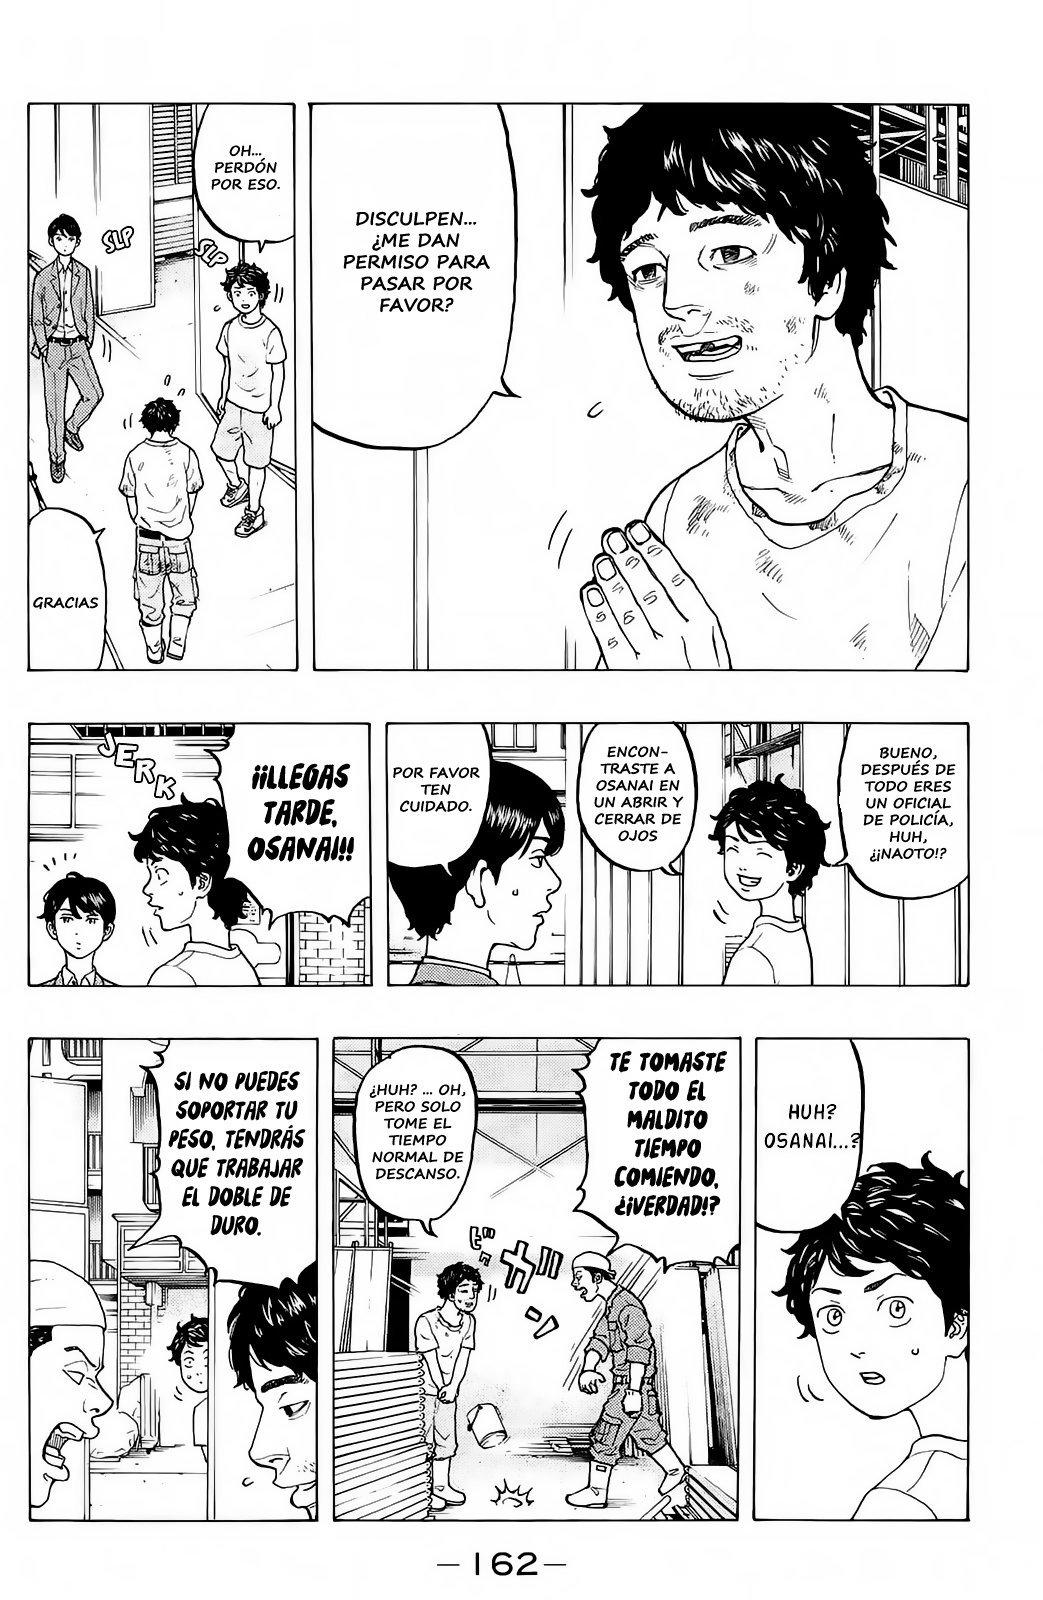 DISCULPEN...
¿ME DAN
PERMISO PARA
PASAR POR
FAVOR?
OH...
PERDÓN
POR ESO.
SLP
SLP
GRACIAS
BUENO,
DESPUÉS DE
TODO ERES
UN OFICIAL
DE POLICÍA,
HUH,
¿¡NAOTO!?
ENCON-
TRASTE A
OSANAI EN
UN ABRIR Y
CERRAR DE
OJOS
POR FAVOR
TEN
CUIDADO.
¡¡LLEGAS
TARDE,
OSANAI!!
JERK
HUH?
OSANAI...?
TE TOMASTE
TODO EL
MALDITO
TIEMPO
COMIENDO,
¿¡VERDAD!?
¿HUH? ... OH,
PERO SOLO
TOME EL
TIEMPO
NORMAL DE
DESCANSO.
SI NO PUEDES
SOPORTAR TU
PESO, TENDRÁS
QUE TRABAJAR
EL DOBLE DE
DURO.
—162—